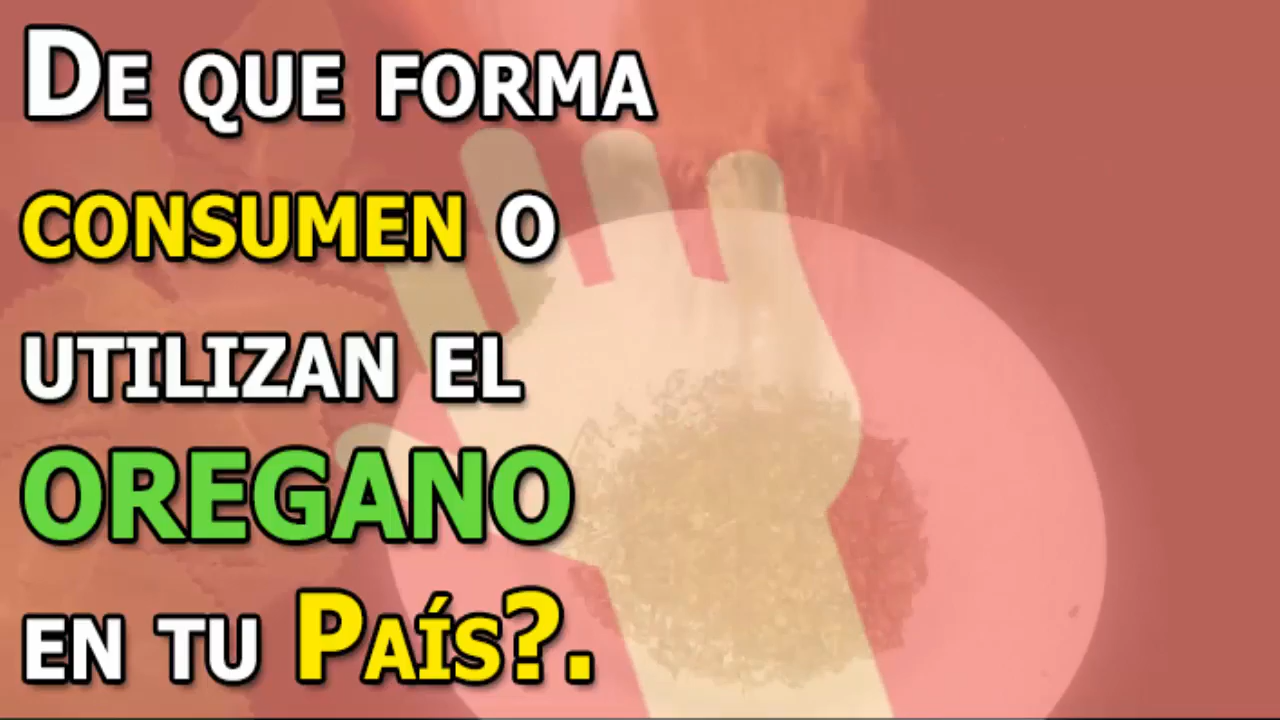 De que forma
consumen o
utilizan el
OREGANO
en tu País?.